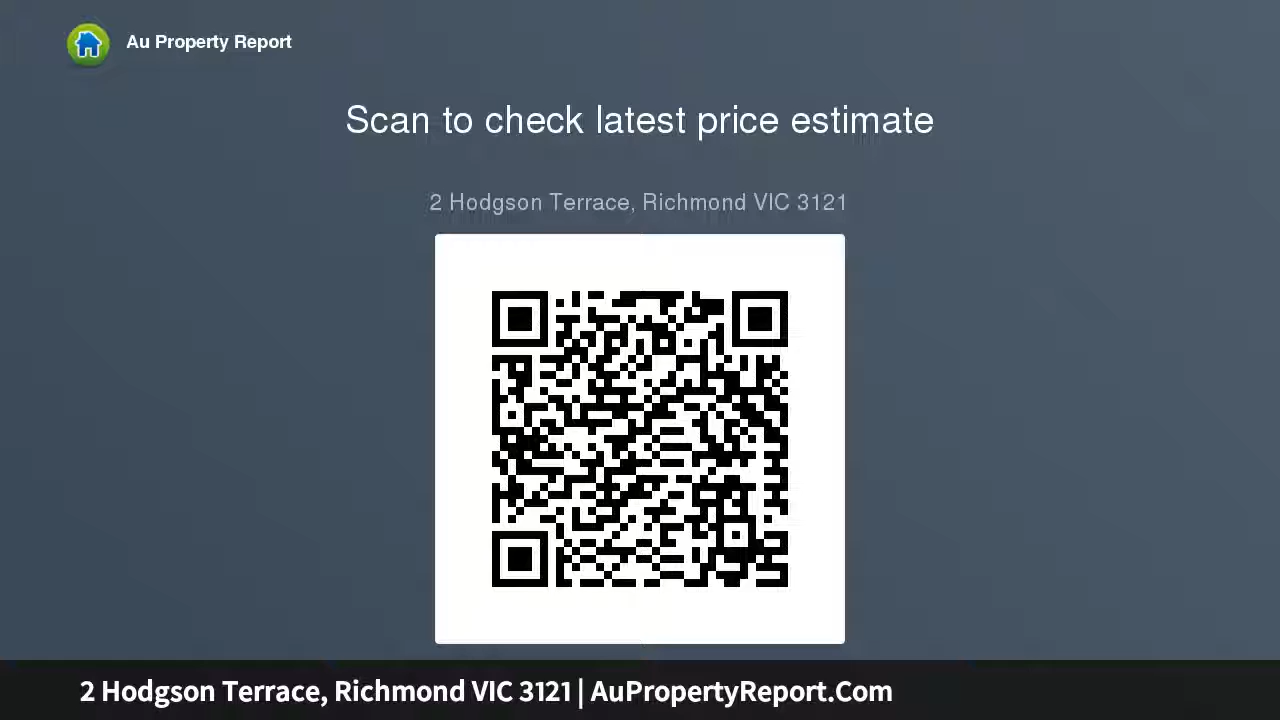 Au Property Report
Scan to check latest price estimate
2 Hodgson Terrace, Richmond VIC 3121
2 Hodgson Terrace, Richmond VIC 3121 | AuPropertyReport.Com